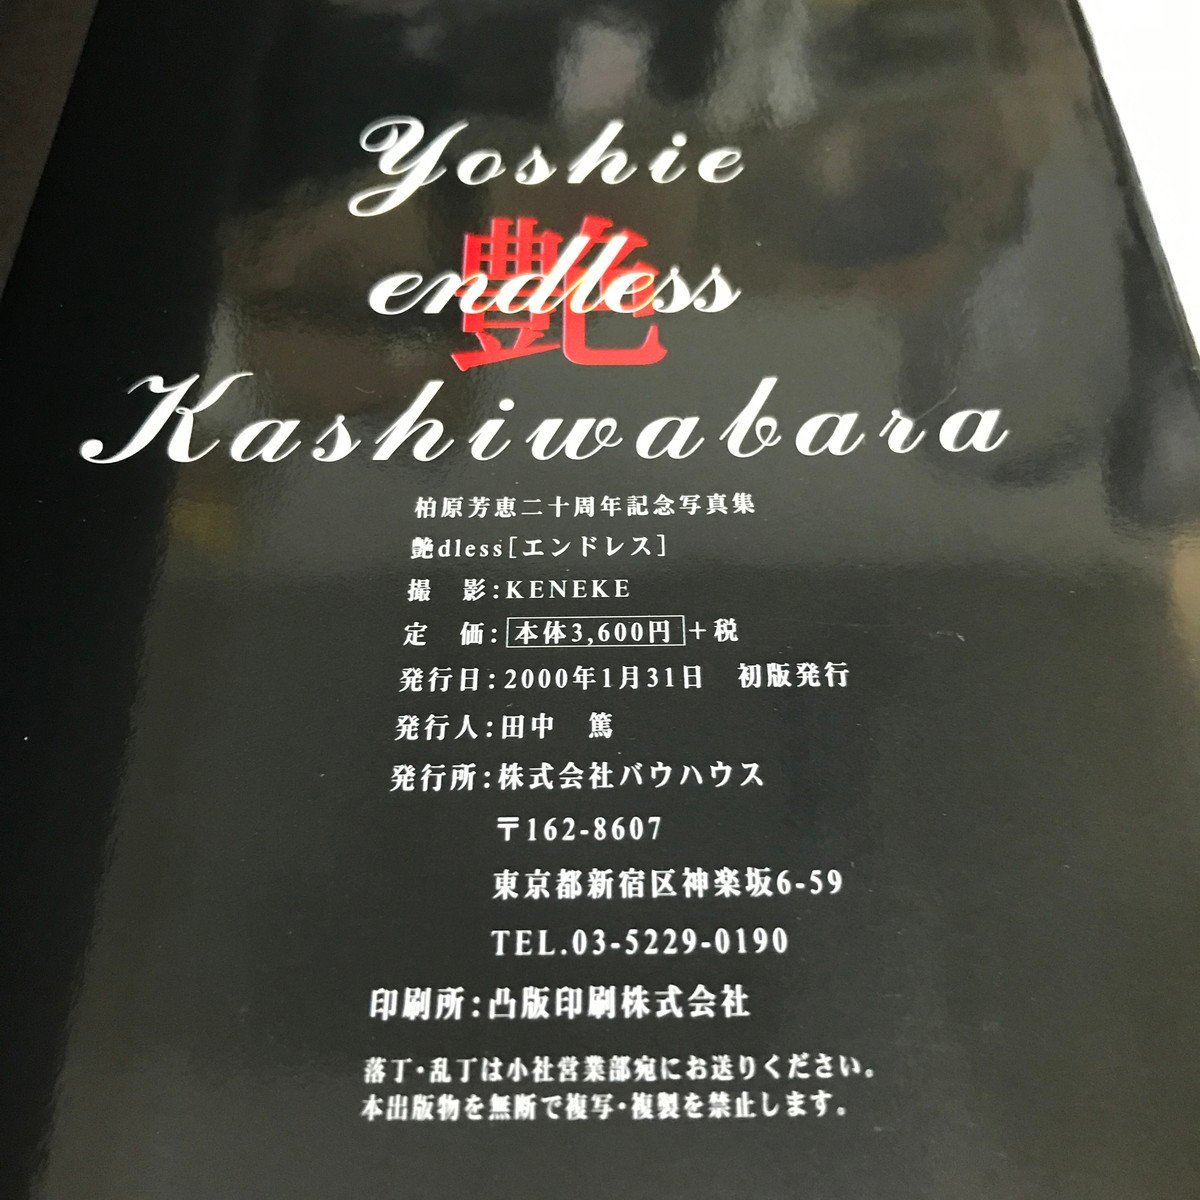 Yoshie
艶
endless
Kashiwabara
柏原芳恵二十周年記念写真集
艶dless[エンドレス]
撮　影:KENEKE
定　価:本体3,600円+税
発行日:2000年1月31日　初版発行
発行人:田中　篤
発行所:株式会社バウハウス
〒162-8607
東京都新宿区神楽坂6-59
TEL.03-5229-0190
印刷所:凸版印刷株式会社
落丁・乱丁は小社営業部宛にお送りください。
本出版物を無断で複写・複製を禁止します。